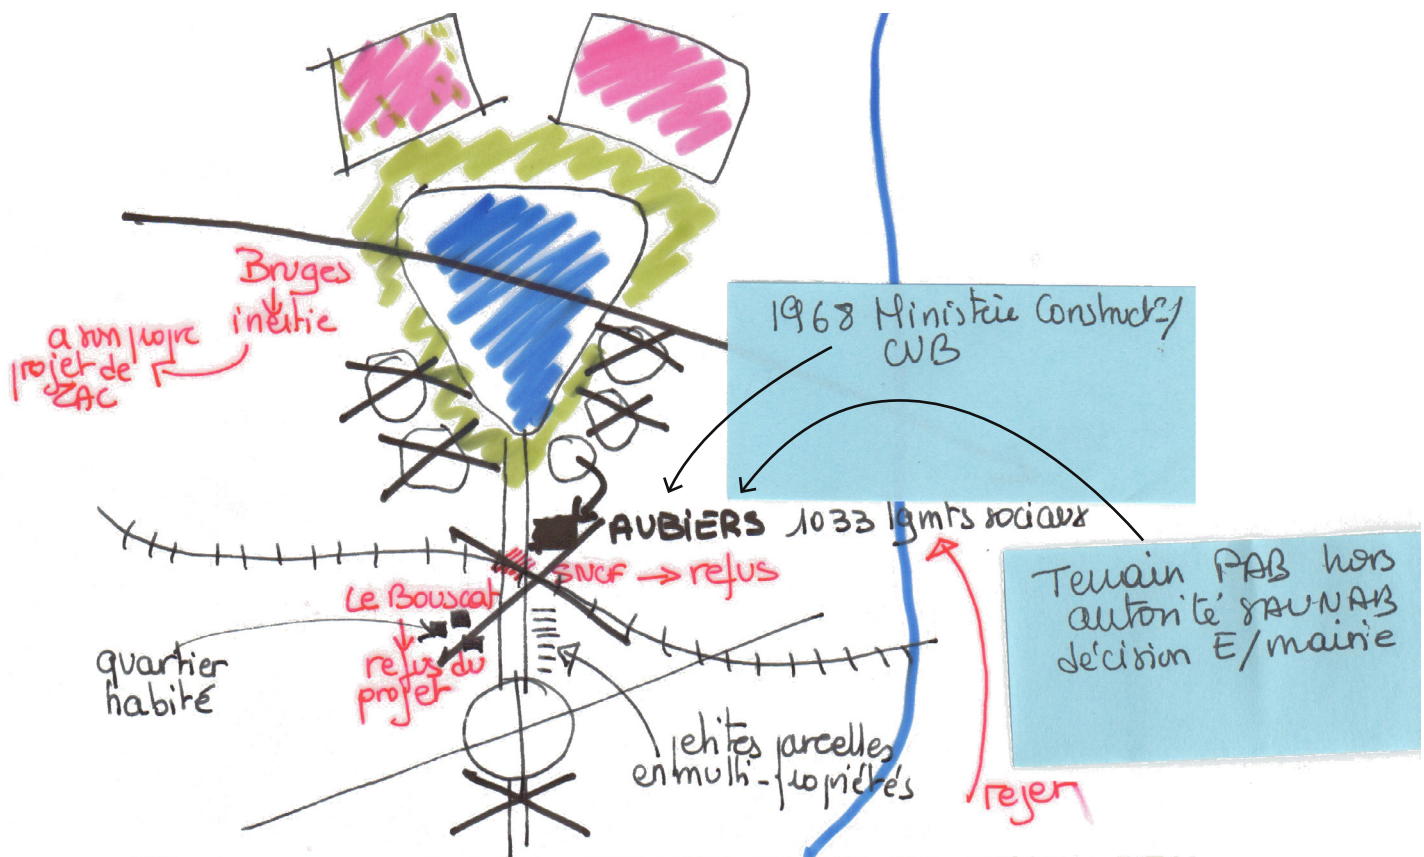 Bruges
inertie
a son propre
projet de
ZAC
1968 Ministère Construct°/
CUB
AUBIERS 1033 lgmts sociaux
SNCF → refus
Terrain PAB hors
autorité SAUNAB
décision E/mairie
Le Bouscat
refus du
projet
quartier
habité
petites parcelles
en multi-propriétés
rejet